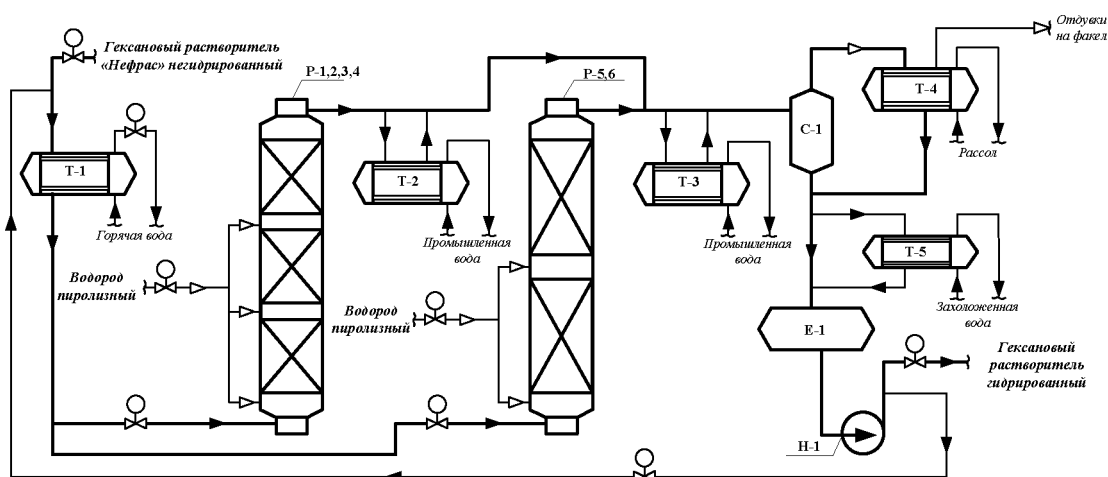 Гексановый растворитель
«Нефрас» негидрированный
Р-1,2,3,4
Р-5,6
Отдувки
на факел
Т-4
С-1
Рассол
Т-1
Т-2
Т-3
Горячая вода
Промышленная
вода
Промышленная
вода
Т-5
Водород
пиролизный
Водород
пиролизный
Захоложенная
вода
Е-1
Гексановый
растворитель
гидрированный
Н-1